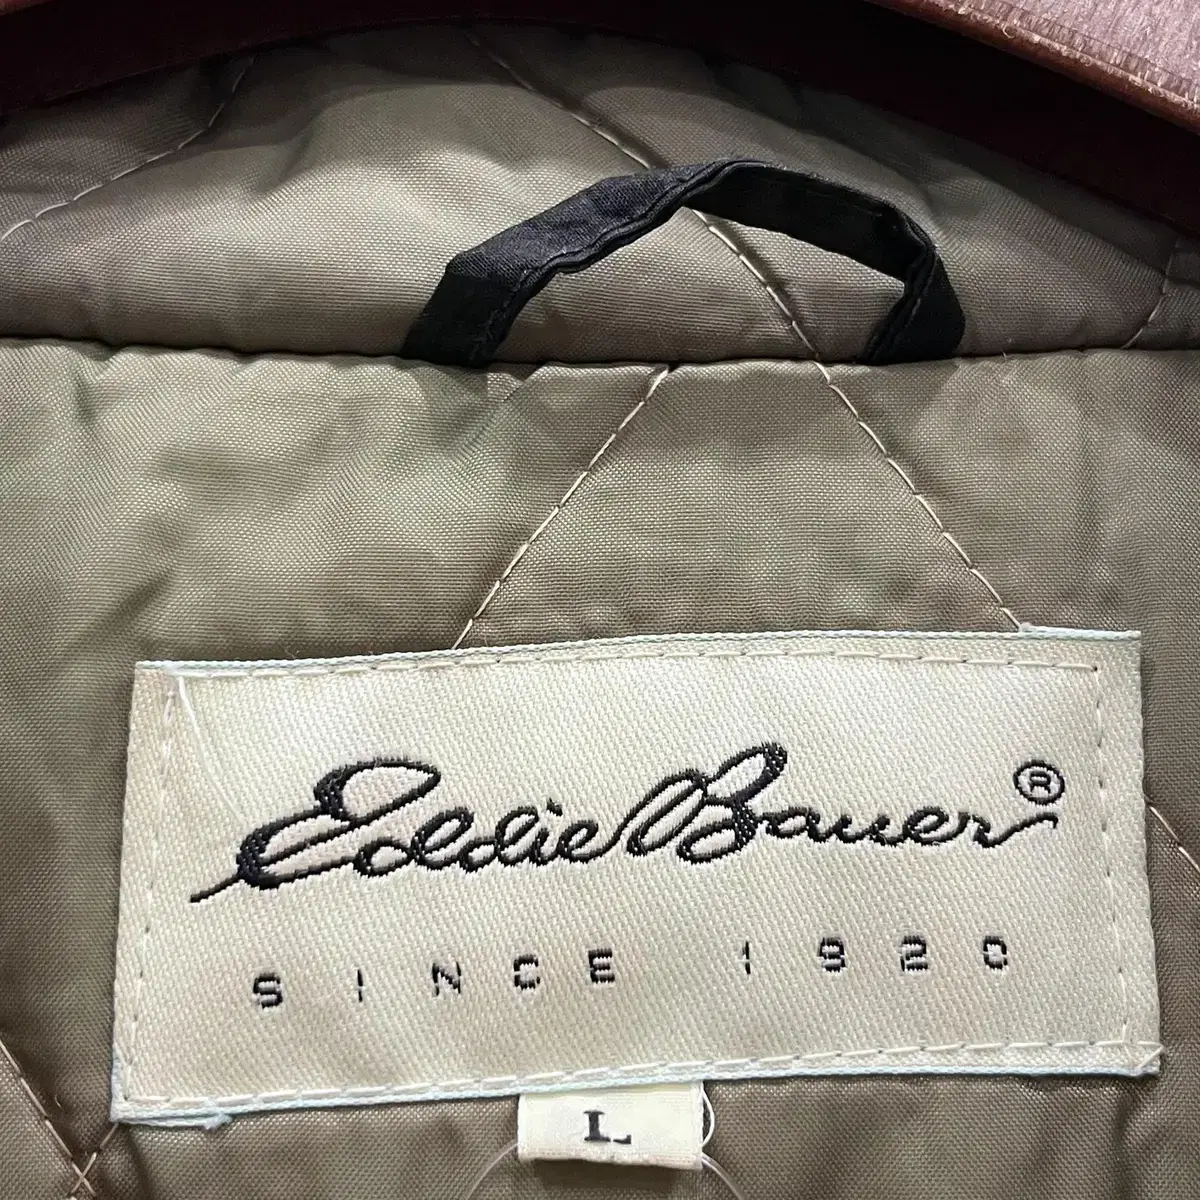 Eddie Bauer®
SINCE 1920
L